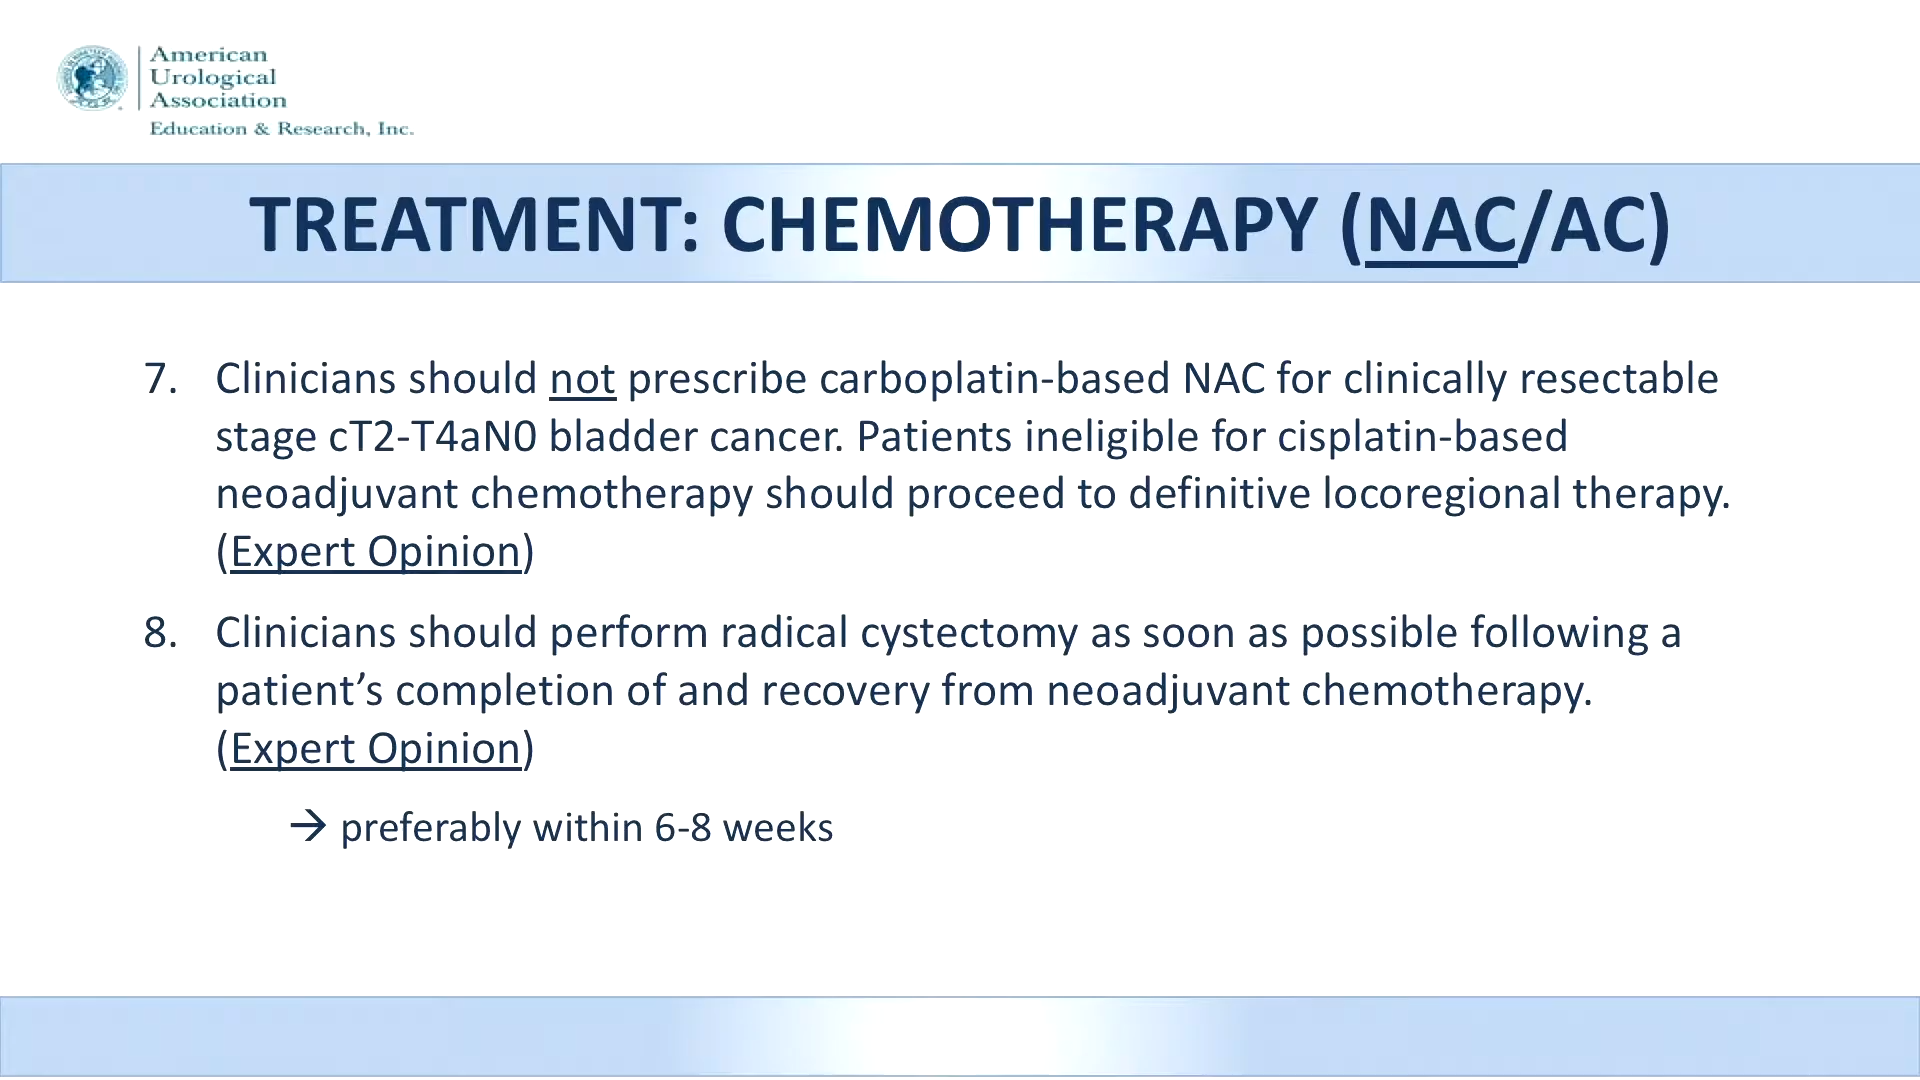 American
Urological
Association
Education & Research, Inc.
TREATMENT: CHEMOTHERAPY (NAC/AC)
7. Clinicians should not prescribe carboplatin-based NAC for clinically resectable
stage cT2-T4aN0 bladder cancer. Patients ineligible for cisplatin-based
neoadjuvant chemotherapy should proceed to definitive locoregional therapy.
(Expert Opinion)
8. Clinicians should perform radical cystectomy as soon as possible following a
patient’s completion of and recovery from neoadjuvant chemotherapy.
(Expert Opinion)
→ preferably within 6-8 weeks